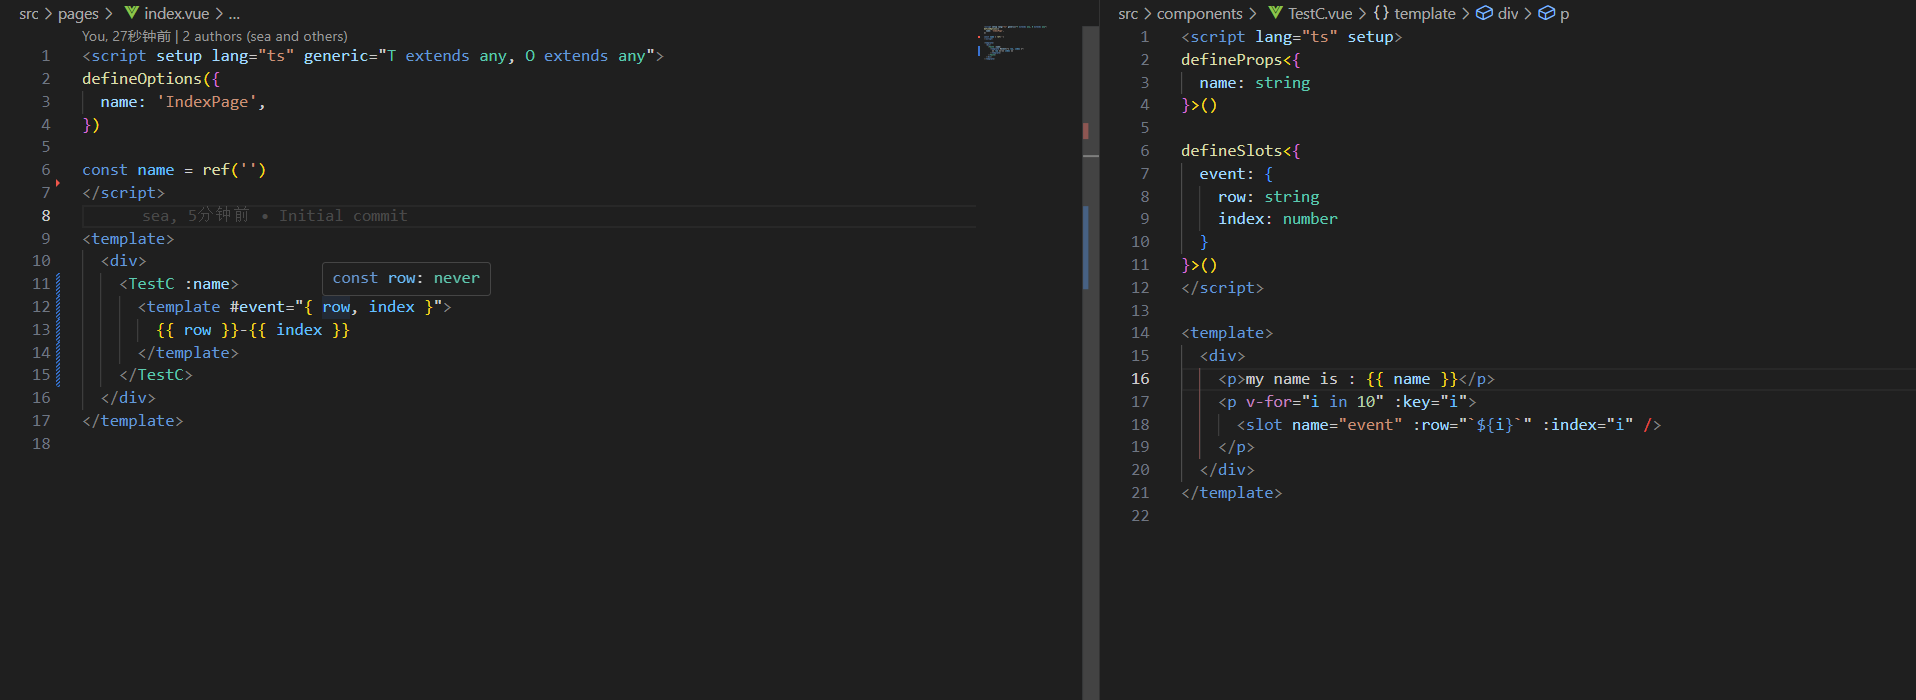 src > pages > index.vue > ...
You, 27秒钟前 | 2 authors (sea and others)
1 <script setup lang="ts" generic="T extends any, O extends any">
2 defineOptions({
3   name: 'IndexPage',
4 })
5
6 const name = ref('')
7 </script>
8 sea, 5分钟前 • Initial commit
9 <template>
10   <div>
11     <TestC :name>
const row: never
12       <template #event="{ row, index }">
13         {{ row }}-{{ index }}
14       </template>
15     </TestC>
16   </div>
17 </template>
18
src > components > TestC.vue > {} template > div > p
1 <script lang="ts" setup>
2 defineProps<{
3   name: string
4 }>()
5
6 defineSlots<{
7   event: {
8     row: string
9     index: number
10   }
11 }>()
12 </script>
13
14 <template>
15   <div>
16     <p>my name is : {{ name }}</p>
17     <p v-for="i in 10" :key="i">
18       <slot name="event" :row="`${i}`" :index="i" />
19     </p>
20   </div>
21 </template>
22